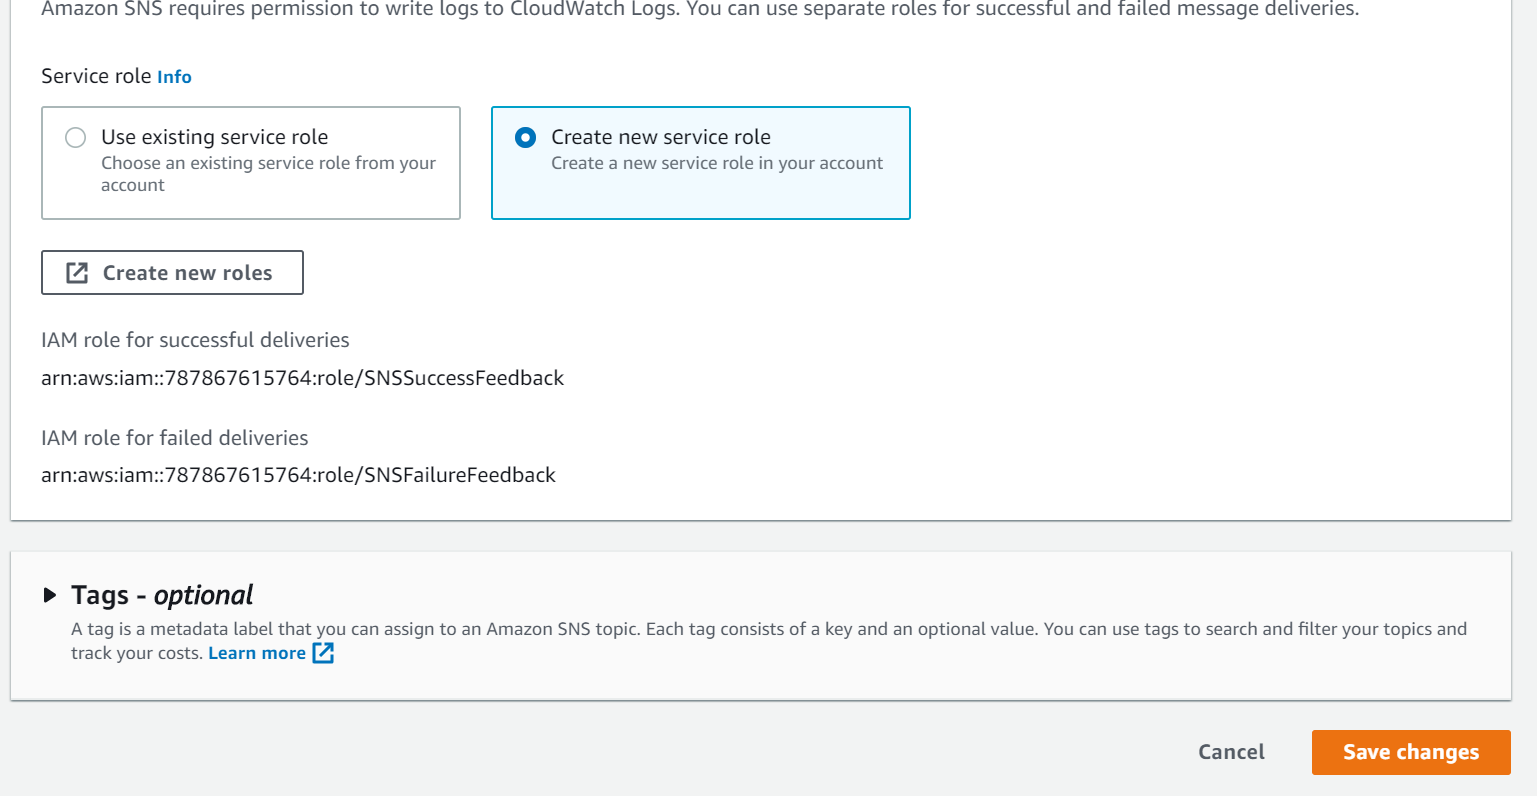 Amazon SNS requires permission to write logs to CloudWatch Logs. You can use separate roles for successful and failed message deliveries.
Service role Info
Use existing service role
Choose an existing service role from your
account
Create new service role
Create a new service role in your account
Create new roles
IAM role for successful deliveries
arn:aws:iam::787867615764:role/SNSSuccessFeedback
IAM role for failed deliveries
arn:aws:iam::787867615764:role/SNSFailureFeedback
Tags - optional
A tag is a metadata label that you can assign to an Amazon SNS topic. Each tag consists of a key and an optional value. You can use tags to search and filter your topics and
track your costs. Learn more
Cancel
Save changes